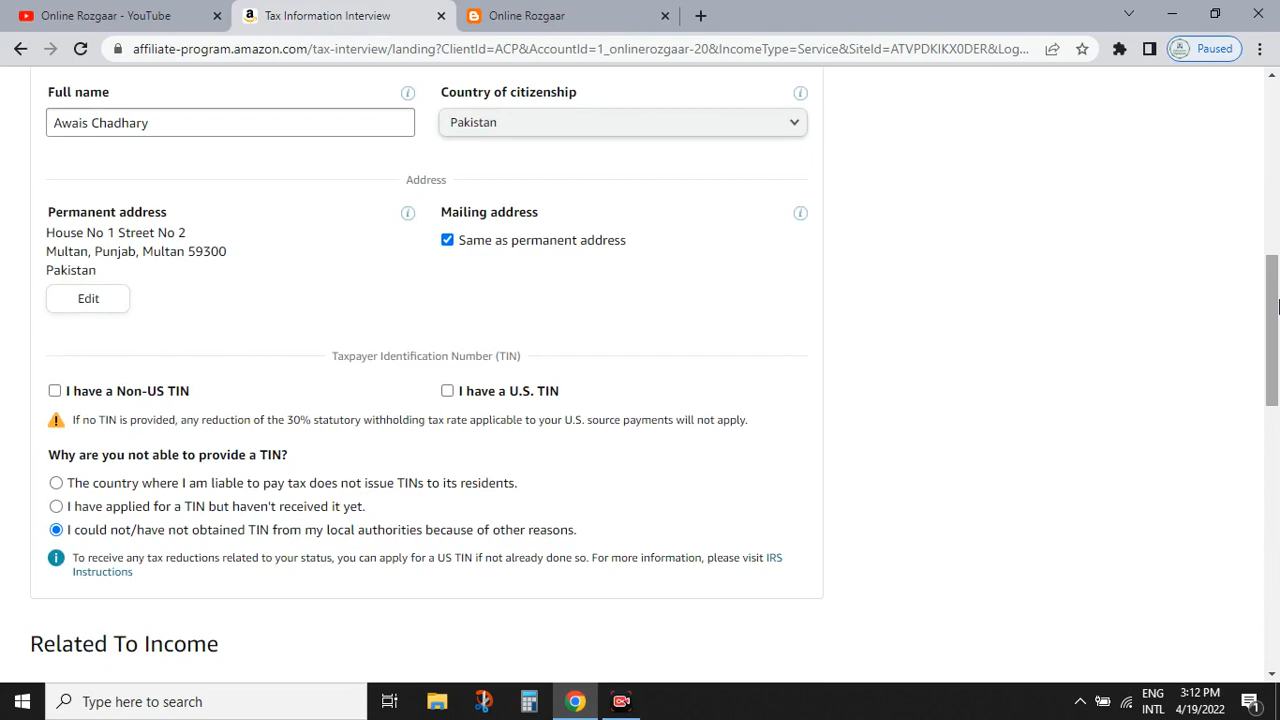 Online Rozgaar - YouTube
Tax Information Interview
Online Rozgaar
affiliate-program.amazon.com/tax-interview/landing?ClientId=ACP&AccountId=1_onlinerozgaar-20&IncomeType=Service&SiteId=ATVPDKIKX0DER&Log...
Paused
Full name
Country of citizenship
Awais Chadhary
Pakistan
Address
Permanent address
Mailing address
House No 1 Street No 2
Same as permanent address
Multan, Punjab, Multan 59300
Pakistan
Edit
Taxpayer Identification Number (TIN)
I have a Non-US TIN
I have a U.S. TIN
If no TIN is provided, any reduction of the 30% statutory withholding tax rate applicable to your U.S. source payments will not apply.
Why are you not able to provide a TIN?
The country where I am liable to pay tax does not issue TINs to its residents.
I have applied for a TIN but haven't received it yet.
I could not/have not obtained TIN from my local authorities because of other reasons.
To receive any tax reductions related to your status, you can apply for a US TIN if not already done so. For more information, please visit IRS
Instructions
Related To Income
Type here to search
ENG
INTL
3:12 PM
4/19/2022
1